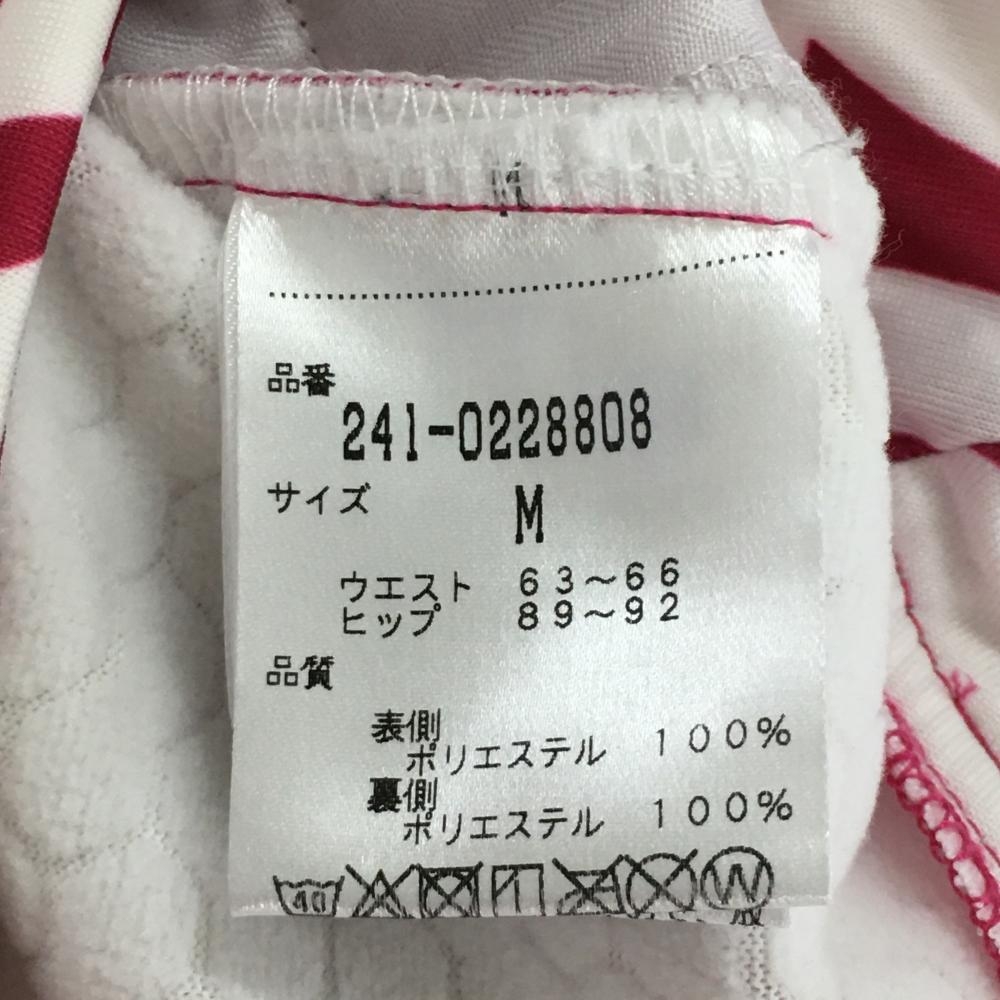 品番
241-0228808
サイズ
M
ウエスト 63～66
ヒップ 89～92
品質
表側
ポリエステル 100%
裏側
ポリエステル 100%
40
W